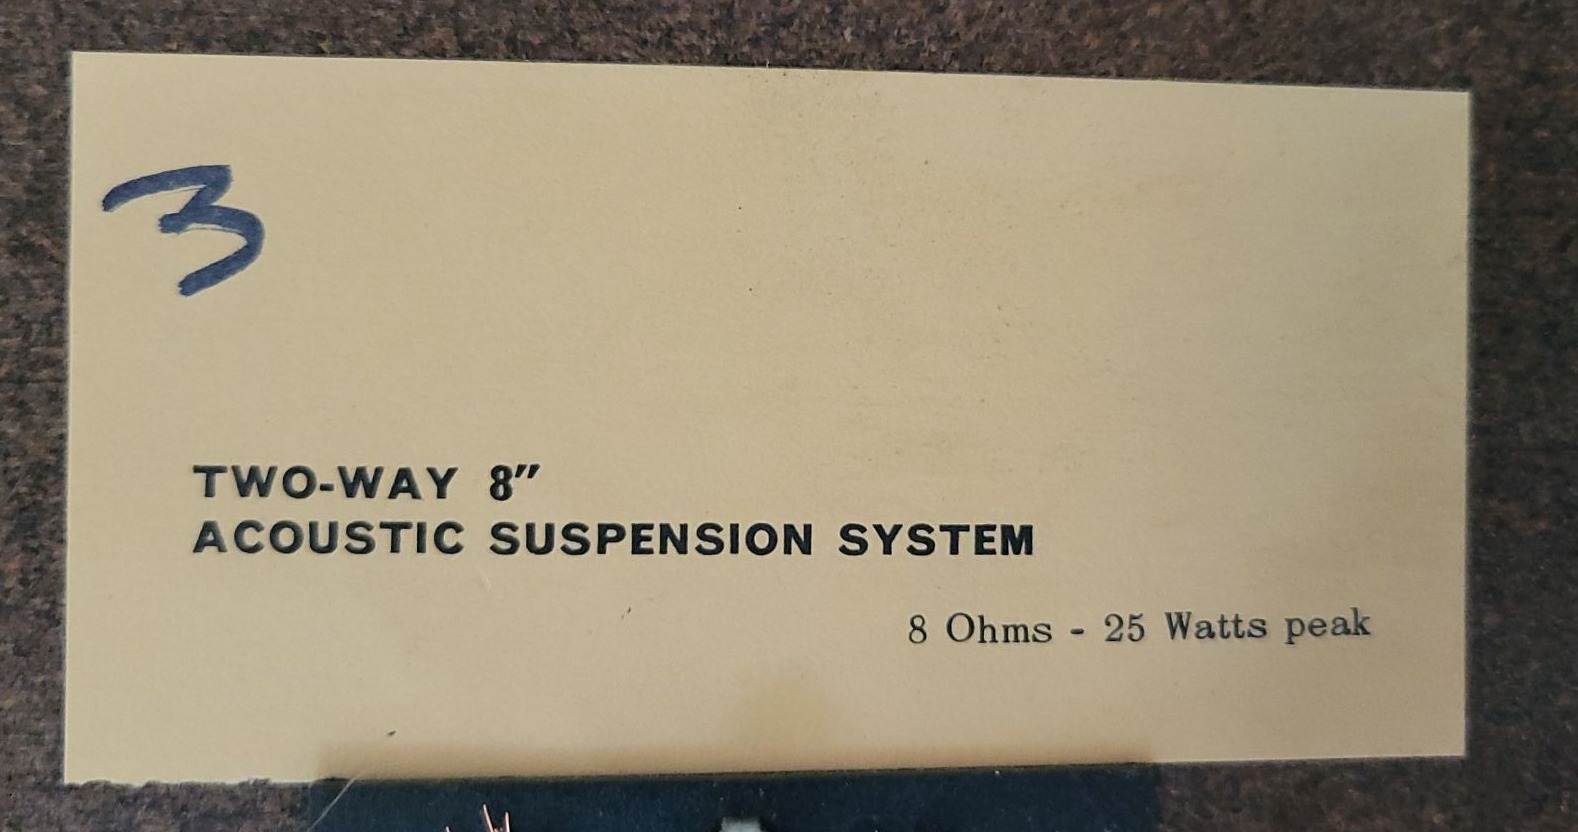 3
TWO-WAY 8"
ACOUSTIC SUSPENSION SYSTEM
8 Ohms - 25 Watts peak